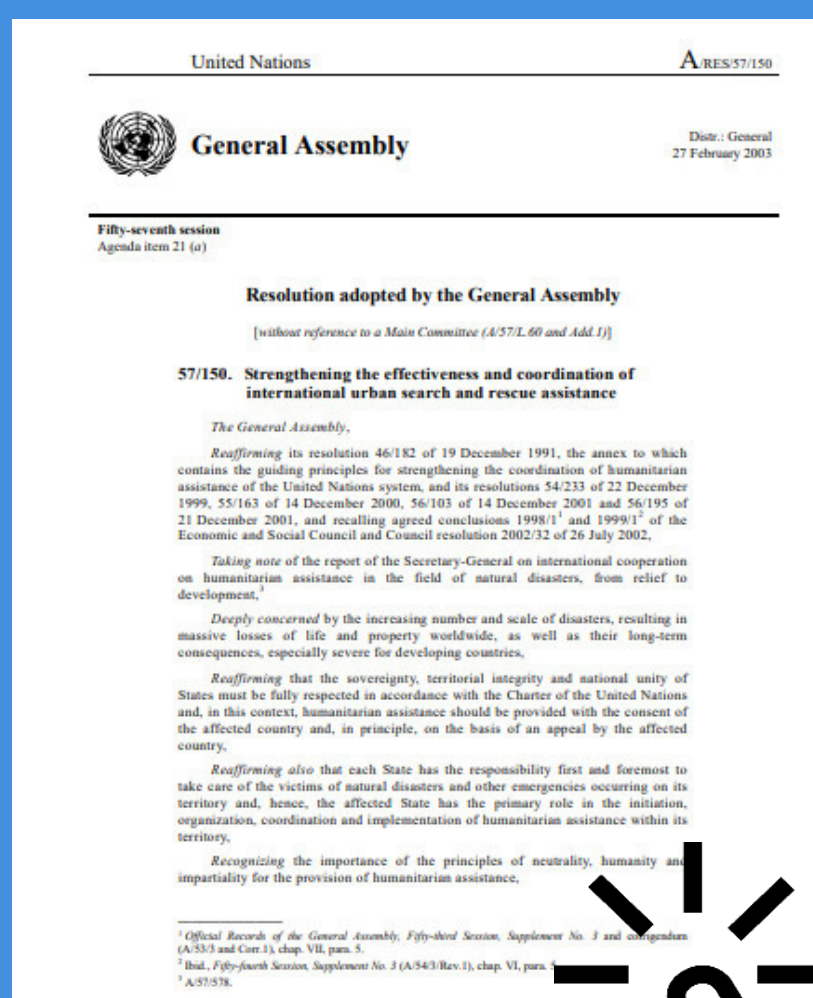 United Nations
A/RES/57/150
General Assembly
Distr.: General
27 February 2003
Fifty-seventh session
Agenda item 21 (a)
Resolution adopted by the General Assembly
[without reference to a Main Committee (A/57/L.60 and Add.1)]
57/150. Strengthening the effectiveness and coordination of
international urban search and rescue assistance
The General Assembly,
Reaffirming its resolution 46/182 of 19 December 1991, the annex to which
contains the guiding principles for strengthening the coordination of humanitarian
assistance of the United Nations system, and its resolutions 54/233 of 22 December
1999, 55/163 of 14 December 2000, 56/103 of 14 December 2001 and 56/195 of
21 December 2001, and recalling agreed conclusions 1998/1¹ and 1999/1² of the
Economic and Social Council and Council resolution 2002/32 of 26 July 2002,
Taking note of the report of the Secretary-General on international cooperation
on humanitarian assistance in the field of natural disasters, from relief to
development,³
Deeply concerned by the increasing number and scale of disasters, resulting in
massive losses of life and property worldwide, as well as their long-term
consequences, especially severe for developing countries,
Reaffirming that the sovereignty, territorial integrity and national unity of
States must be fully respected in accordance with the Charter of the United Nations
and, in this context, humanitarian assistance should be provided with the consent of
the affected country and, in principle, on the basis of an appeal by the affected
country,
Reaffirming also that each State has the responsibility first and foremost to
take care of the victims of natural disasters and other emergencies occurring on its
territory and, hence, the affected State has the primary role in the initiation,
organization, coordination and implementation of humanitarian assistance within its
territory,
Recognizing the importance of the principles of neutrality, humanity and
impartiality for the provision of humanitarian assistance,
¹ Official Records of the General Assembly, Fifty-third Session, Supplement No. 3 and corrigendum
(A/53/3 and Corr.1), chap. VII, para. 5.
² Ibid., Fifty-fourth Session, Supplement No. 3 (A/54/3/Rev.1), chap. VI, para.
³ A/57/578.